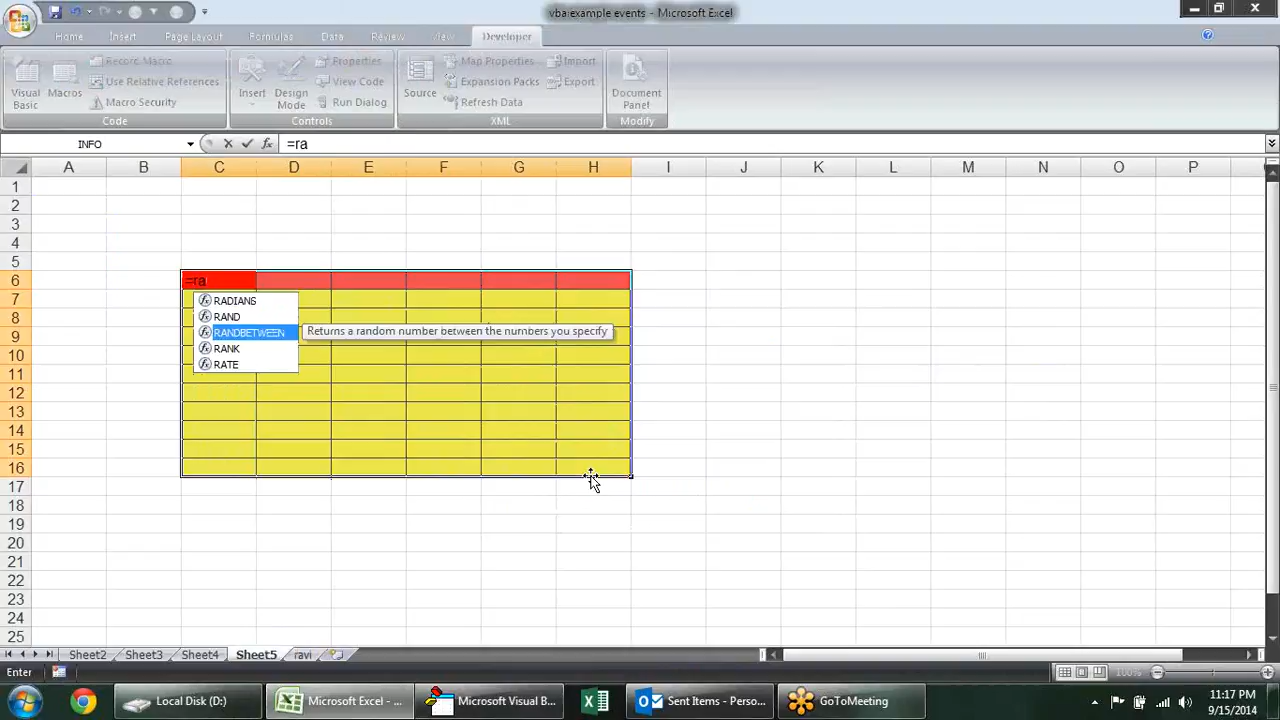 vba example events - Microsoft Excel
Home Insert Page Layout Formulas Data Review View Developer
Visual Basic
Macros
Record Macro
Use Relative References
Macro Security
Code
Insert
Design Mode
Properties
View Code
Run Dialog
Controls
Source
Map Properties
Expansion Packs
Refresh Data
Import
Export
XML
Document Panel
Modify
INFO =ra
A B C D E F G H I J K L M N O P
1
2
3
4
5
6 =ra
7 RADIANS
8 RAND
9 RANDBETWEEN Returns a random number between the numbers you specify
10 RANK
11 RATE
12
13
14
15
16
17
18
19
20
21
22
23
24
25
Sheet2 Sheet3 Sheet4 Sheet5 ravi
Enter 100%
Local Disk (D:) Microsoft Excel - ... Microsoft Visual B... Sent Items - Perso... GoToMeeting
11:17 PM
9/15/2014